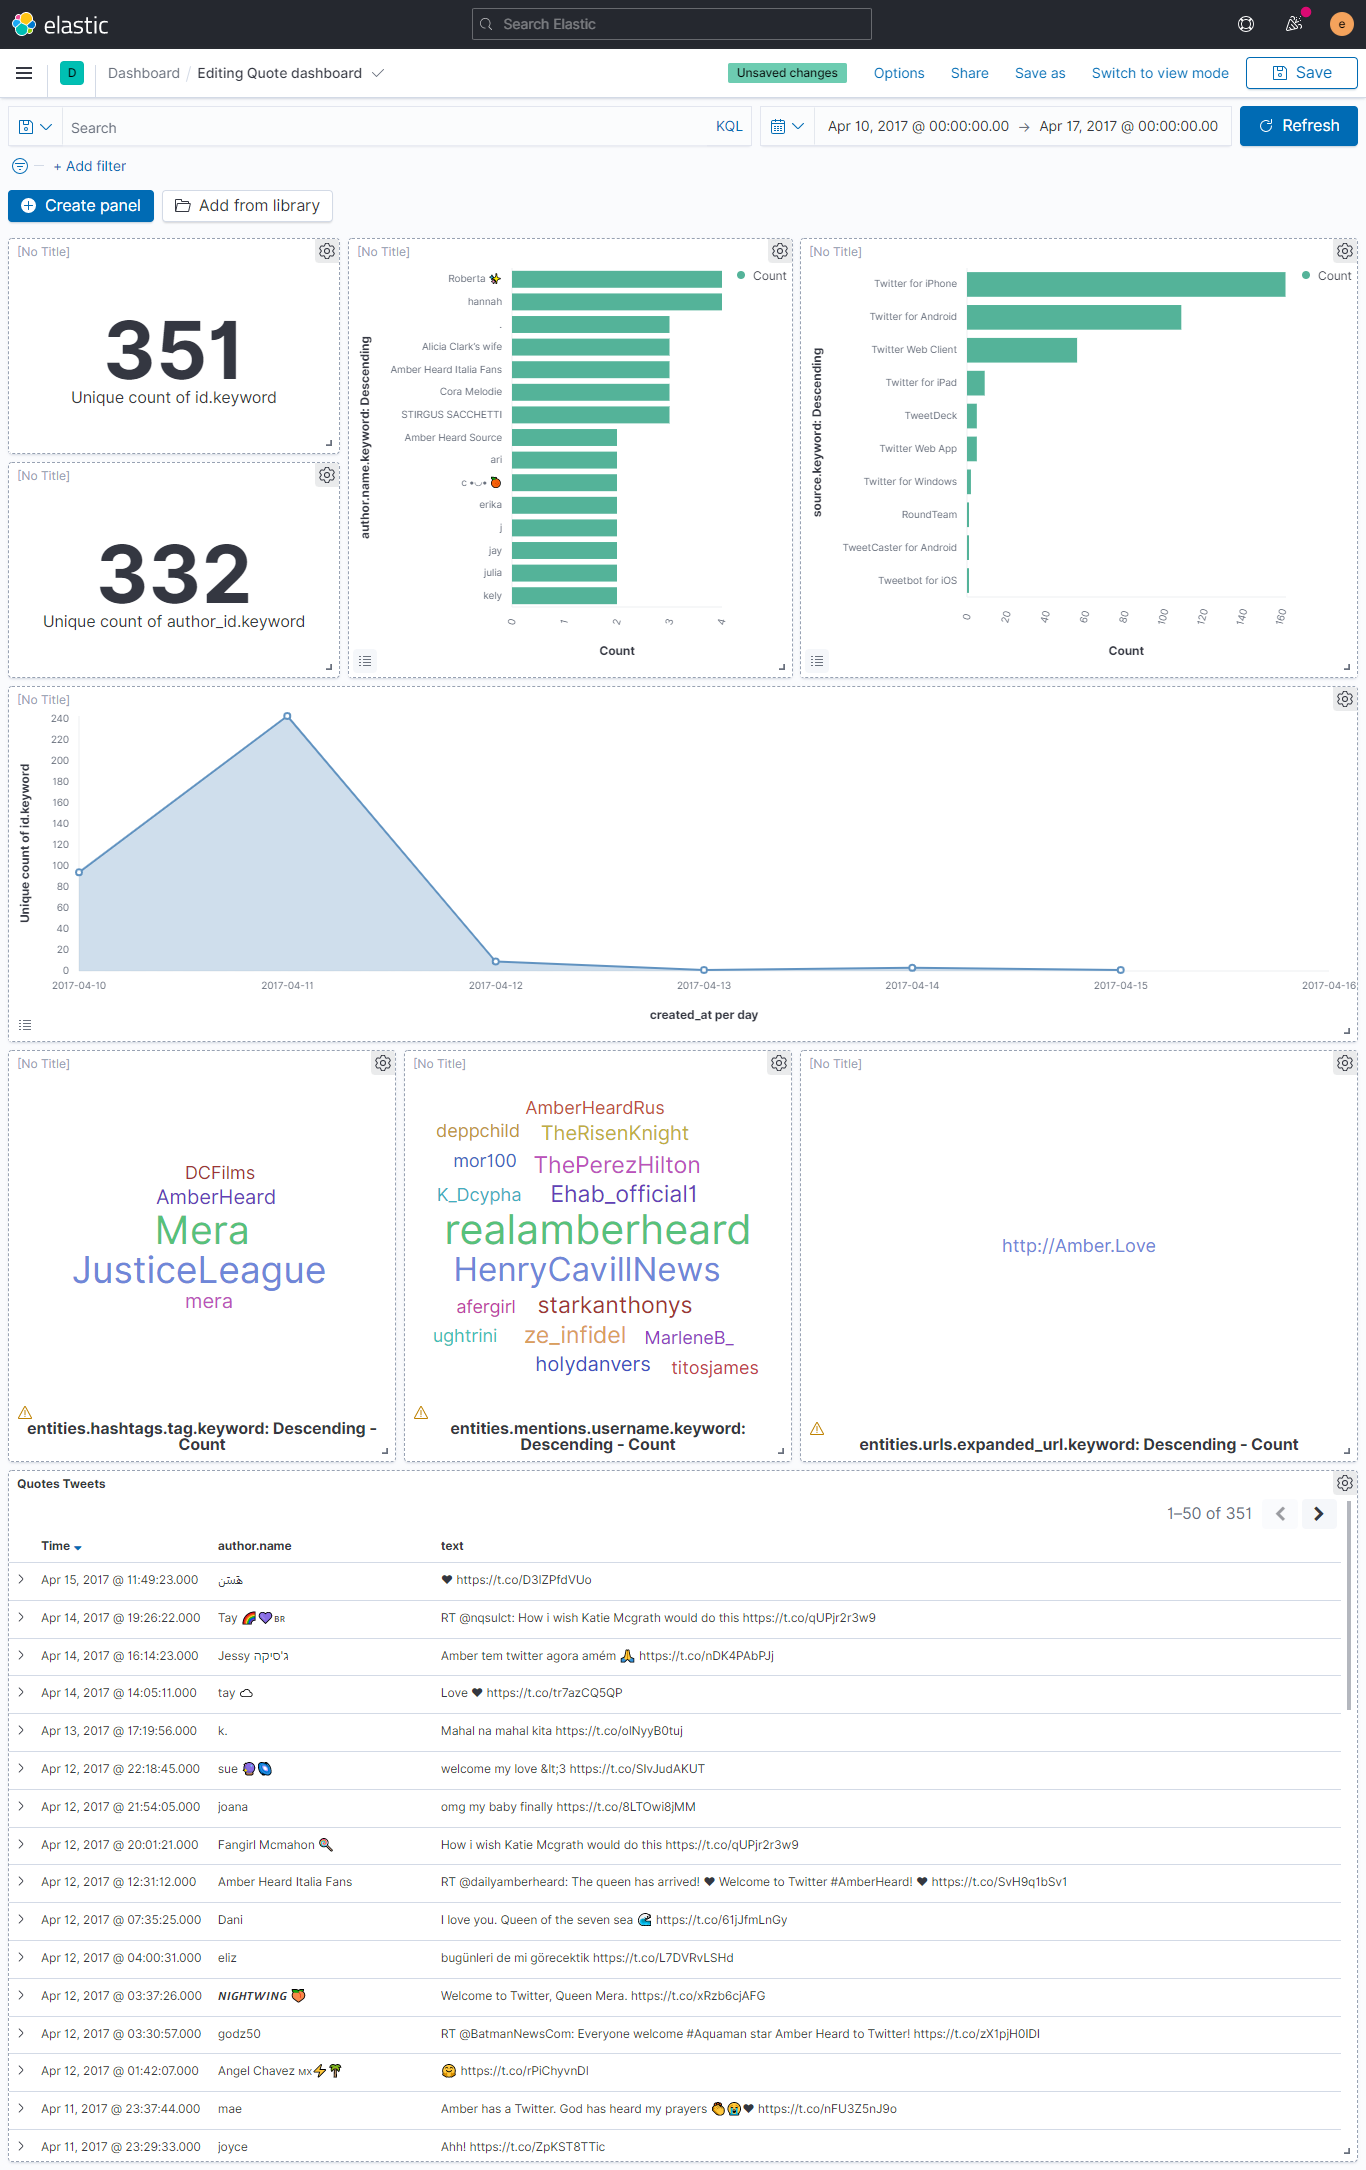 elastic
Search Elastic
e
D
Dashboard / Editing Quote dashboard
Unsaved changes
Options
Share
Save as
Switch to view mode
Save
Search
KQL
Apr 10, 2017 @ 00:00:00.00 → Apr 17, 2017 @ 00:00:00.00
Refresh
+ Add filter
Create panel
Add from library
[No Title]
351
Unique count of id.keyword
[No Title]
332
Unique count of author_id.keyword
[No Title]
Count
author.name.keyword: Descending
Roberta
hannah
.
Alicia Clark's wife
Amber Heard Italia Fans
Cora Melodie
STIRGUS SACCHETTI
Amber Heard Source
ari
c •◡• 🍊
erika
j
jay
julia
kely
0 1 2 3 4
Count
[No Title]
Count
source.keyword: Descending
Twitter for iPhone
Twitter for Android
Twitter Web Client
Twitter for iPad
TweetDeck
Twitter Web App
Twitter for Windows
RoundTeam
TweetCaster for Android
Tweetbot for iOS
0 20 40 60 80 100 120 140 160
Count
[No Title]
Unique count of id.keyword
240
220
200
180
160
140
120
100
80
60
40
20
0
2017-04-10 2017-04-11 2017-04-12 2017-04-13 2017-04-14 2017-04-15 2017-04-16
created_at per day
[No Title]
DCFilms
AmberHeard
Mera
JusticeLeague
mera
entities.hashtags.tag.keyword: Descending -
Count
[No Title]
AmberHeardRus
deppchild TheRisenKnight
mor100 ThePerezHilton
K_Dcypha Ehab_official1
realamberheard
HenryCavillNews
afergirl starkanthonys
ughtrini ze_infidel MarleneB_
holydanvers titosjames
entities.mentions.username.keyword:
Descending - Count
[No Title]
http://Amber.Love
entities.urls.expanded_url.keyword: Descending - Count
Quotes Tweets
1–50 of 351
Time author.name text
Apr 15, 2017 @ 11:49:23.000 ❤ https://t.co/D3IZPfdVUo
Apr 14, 2017 @ 19:26:22.000 Tay 🌈💜 BR RT @nqsulct: How i wish Katie Mcgrath would do this https://t.co/qUPjr2r3w9
Apr 14, 2017 @ 16:14:23.000 Jessy ג'סיקה Amber tem twitter agora amém 🙏 https://t.co/nDK4PAbPJj
Apr 14, 2017 @ 14:05:11.000 tay ☁ Love ❤ https://t.co/tr7azCQ5QP
Apr 13, 2017 @ 17:19:56.000 k. Mahal na mahal kita https://t.co/olNyyB0tuj
Apr 12, 2017 @ 22:18:45.000 sue welcome my love &lt;3 https://t.co/SIvJudAKUT
Apr 12, 2017 @ 21:54:05.000 joana omg my baby finally https://t.co/8LTOwi8jMM
Apr 12, 2017 @ 20:01:21.000 Fangirl Mcmahon How i wish Katie Mcgrath would do this https://t.co/qUPjr2r3w9
Apr 12, 2017 @ 12:31:12.000 Amber Heard Italia Fans RT @dailyamberheard: The queen has arrived! ❤ Welcome to Twitter #AmberHeard! ❤ https://t.co/SvH9q1bSv1
Apr 12, 2017 @ 07:35:25.000 Dani I love you. Queen of the seven sea 🌊 https://t.co/61jJfmLnGy
Apr 12, 2017 @ 04:00:31.000 eliz bugünleri de mi görecektik https://t.co/L7DVRvLSHd
Apr 12, 2017 @ 03:37:26.000 NIGHTWING 🍑 Welcome to Twitter, Queen Mera. https://t.co/xRzb6cjAFG
Apr 12, 2017 @ 03:30:57.000 godz50 RT @BatmanNewsCom: Everyone welcome #Aquaman star Amber Heard to Twitter! https://t.co/zX1pjH0IDI
Apr 12, 2017 @ 01:42:07.000 Angel Chavez MX⚡🌴 🤗 https://t.co/rPiChyvnDI
Apr 11, 2017 @ 23:37:44.000 mae Amber has a Twitter. God has heard my prayers 👏😭❤ https://t.co/nFU3Z5nJ9o
Apr 11, 2017 @ 23:29:33.000 joyce Ahh! https://t.co/ZpKST8TTic